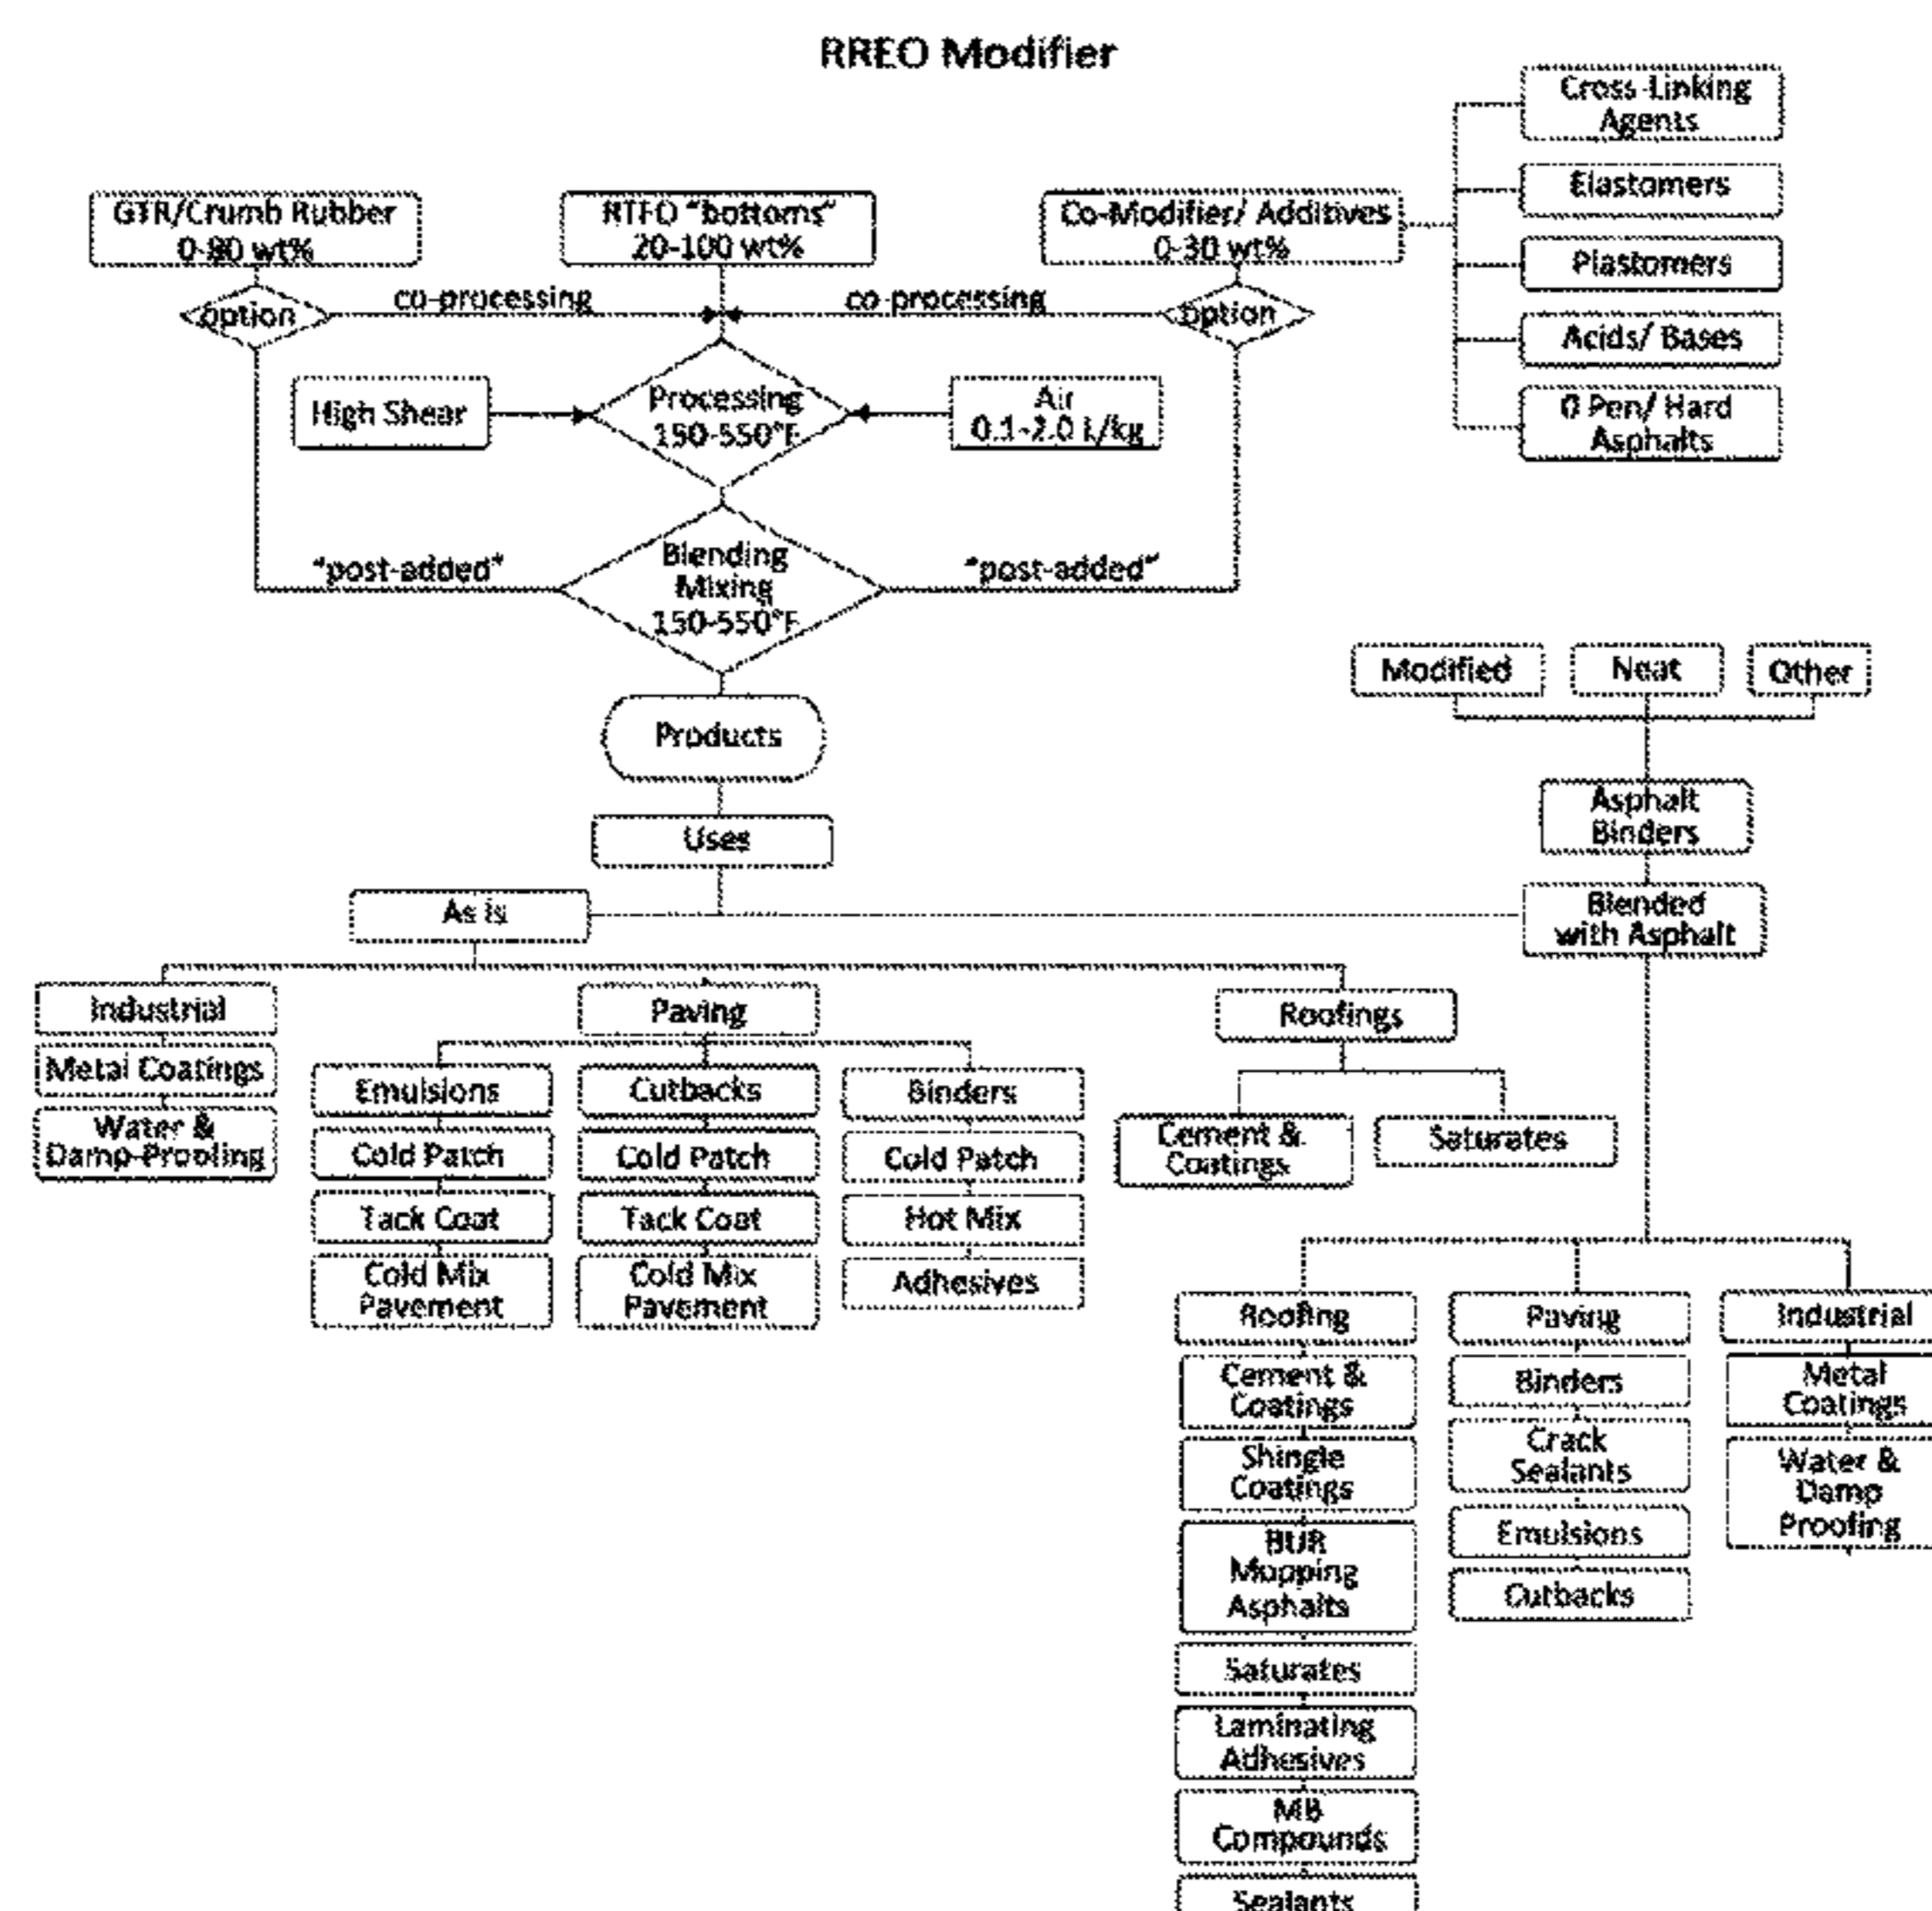 RREO Modifier
Cross-Linking
Agents
Elastomers
Plastomers
Acids/ Bases
0 Pen/ Hard
Asphalts
GTR/Crumb Rubber
0-80 wt%
RTFO "bottoms"
20-100 wt%
Co-Modifier/ Additives
0-30 wt%
option
co-processing
co-processing
option
High Shear
Processing
150-550°F
Air
0.1-2.0 L/kg
"post-added"
Blending
Mixing
150-550°F
"post-added"
Products
Uses
Modified
Neat
Other
Asphalt
Binders
As is
Blended
with Asphalt
Industrial
Metal Coatings
Water &
Damp-Proofing
Paving
Emulsions
Cold Patch
Tack Coat
Cold Mix
Pavement
Cutbacks
Cold Patch
Tack Coat
Cold Mix
Pavement
Binders
Cold Patch
Hot Mix
Adhesives
Roofings
Cement &
Coatings
Saturates
Roofing
Cement &
Coatings
Shingle
Coatings
BUR
Mopping
Asphalts
Saturates
Laminating
Adhesives
MB
Compounds
Sealants
Paving
Binders
Crack
Sealants
Emulsions
Cutbacks
Industrial
Metal
Coatings
Water &
Damp
Proofing